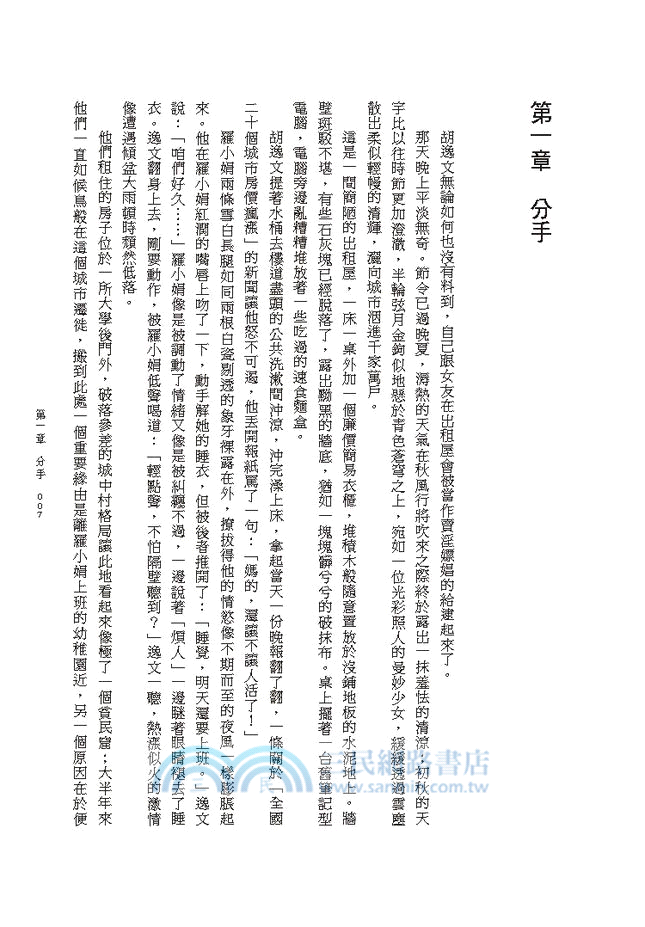 第一章　分手
胡逸文無論如何也沒有料到，自己跟女友在出租屋會被當作賣淫嫖娼的給逮起來了。
那天晚上平淡無奇。節令已過晚夏，溽熱的天氣在秋風行將吹來之際終於露出一抹羞怯的清涼；初秋的天
宇比以往時節更加澄澈，半輪弦月金鉤似地懸於青色蒼穹之上，宛如一位光彩照人的曼妙少女，緩緩透過雲塵
散出柔似輕幔的清輝，灑向城市洇進千家萬戶。
這是一間簡陋的出租屋，一床一桌外加一個廉價簡易衣櫃，堆積木般隨意置放於沒鋪地板的水泥地上。牆
壁斑駁不堪，有些石灰塊已經脫落了，露出黝黑的牆底，猶如一塊塊髒兮兮的破抹布。桌上擺著一台舊筆記型
電腦，電腦旁邊亂糟糟堆放著一些吃過的速食麵盒。
胡逸文提著水桶去樓道盡頭的公共洗漱間沖涼，沖完澡上床，拿起當天一份晚報翻了翻，一條關於「全國
二十個城市房價瘋漲」的新聞讓他怒不可遏，他丟開報紙罵了一句：「媽的，還讓不讓人活了！」
羅小娟兩條雪白長腿如同兩根白瓷剔透的象牙裸露在外，撩拔得他的情慾像不期而至的夜風一樣膨脹起
來。他在羅小娟紅潤的嘴唇上吻了一下，動手解她的睡衣，但被後者推開了：「睡覺，明天還要上班。」逸文
說：「咱們好久……」羅小娟像是被調動了情緒又像是被糾纏不過，一邊說著「煩人」一邊瞇著眼睛褪去了睡
衣。逸文翻身上去，剛要動作，被羅小娟低聲喝道：「輕點聲，不怕隔壁聽到？」逸文一聽，熱漲似火的激情
像遭遇傾盆大雨頓時頹然低落。
他們租住的房子位於一所大學後門外，破落參差的城中村格局讓此地看起來像極了一個貧民窟；大半年來
他們一直如候鳥般在這個城市遷徙，搬到此處一個重要緣由是離羅小娟上班的幼稚園近，另一個原因在於便
第一章　分手　007
三民網路書店
www.sanmin.com.tw